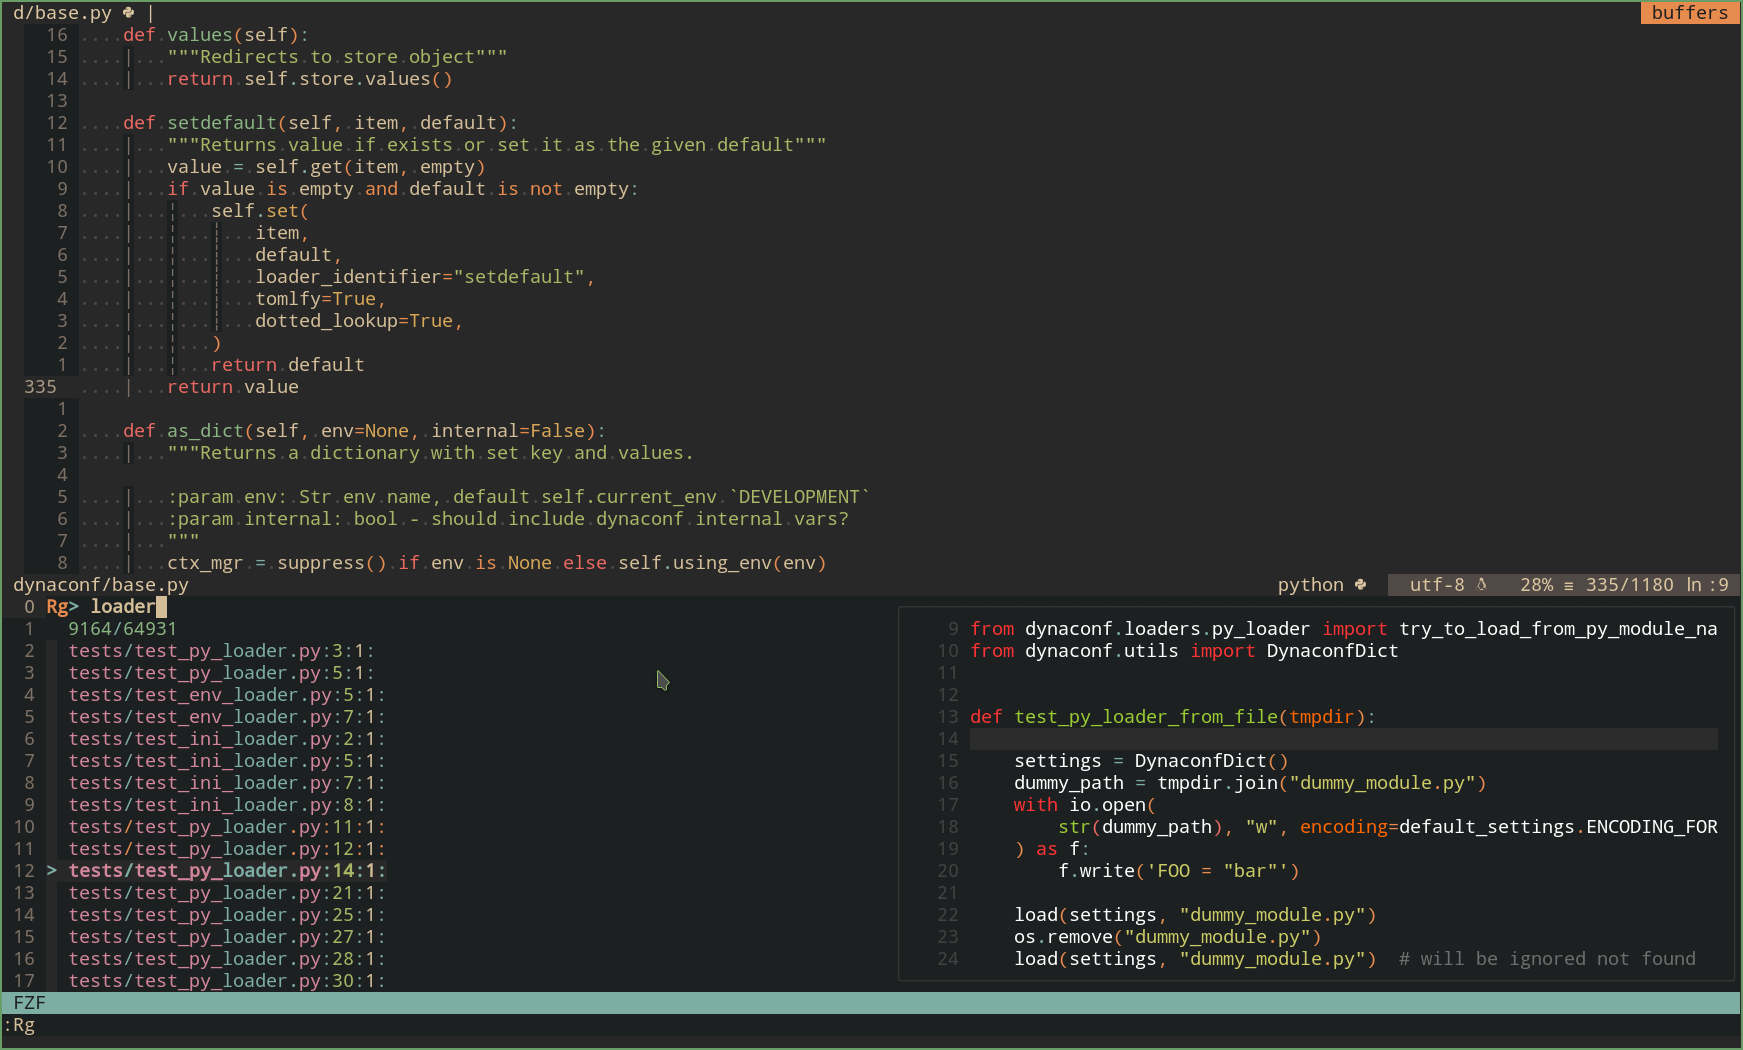 d/base.py |
buffers
16 ....def.values(self):
15 ....|...."""Redirects.to.store.object"""
14 ....|...return.self.store.values()
13
12 ....def.setdefault(self,.item,.default):
11 ....|..."""Returns.value.if.exists.or.set.it.as.the.given.default"""
10 ....|...value.=.self.get(item,.empty)
9 ....|...if.value.is.empty.and.default.is.not.empty:
8 ....|...¦...self.set(
7 ....|...¦...¦...item,
6 ....|...¦...¦...default,
5 ....|...¦...¦...loader_identifier="setdefault",
4 ....|...¦...¦...tomlfy=True,
3 ....|...¦...¦...dotted_lookup=True,
2 ....|...¦...)
1 ....|...¦...return.default
335 ....|...return.value
1
2 ....def.as_dict(self,.env=None,.internal=False):
3 ....|..."""Returns.a.dictionary.with.set.key.and.values.
4
5 ....|...:param.env:.Str.env.name,.default.self.current_env.`DEVELOPMENT`
6 ....|...:param.internal:.bool.-.should.include.dynaconf.internal.vars?
7 ....|..."""
8 ....|...ctx_mgr.=.suppress().if.env.is.None.else.self.using_env(env)
dynaconf/base.py
python utf-8 28% ≡ 335/1180 ln :9
0 Rg> loader
1 9164/64931
2 tests/test_py_loader.py:3:1:
3 tests/test_py_loader.py:5:1:
4 tests/test_env_loader.py:5:1:
5 tests/test_env_loader.py:7:1:
6 tests/test_ini_loader.py:2:1:
7 tests/test_ini_loader.py:5:1:
8 tests/test_ini_loader.py:7:1:
9 tests/test_ini_loader.py:8:1:
10 tests/test_py_loader.py:11:1:
11 tests/test_py_loader.py:12:1:
12 > tests/test_py_loader.py:14:1:
13 tests/test_py_loader.py:21:1:
14 tests/test_py_loader.py:25:1:
15 tests/test_py_loader.py:27:1:
16 tests/test_py_loader.py:28:1:
17 tests/test_py_loader.py:30:1:
9 from dynaconf.loaders.py_loader import try_to_load_from_py_module_na
10 from dynaconf.utils import DynaconfDict
11
12
13 def test_py_loader_from_file(tmpdir):
14
15 settings = DynaconfDict()
16 dummy_path = tmpdir.join("dummy_module.py")
17 with io.open(
18 str(dummy_path), "w", encoding=default_settings.ENCODING_FOR
19 ) as f:
20 f.write('FOO = "bar"')
21
22 load(settings, "dummy_module.py")
23 os.remove("dummy_module.py")
24 load(settings, "dummy_module.py") # will be ignored not found
FZF
:Rg